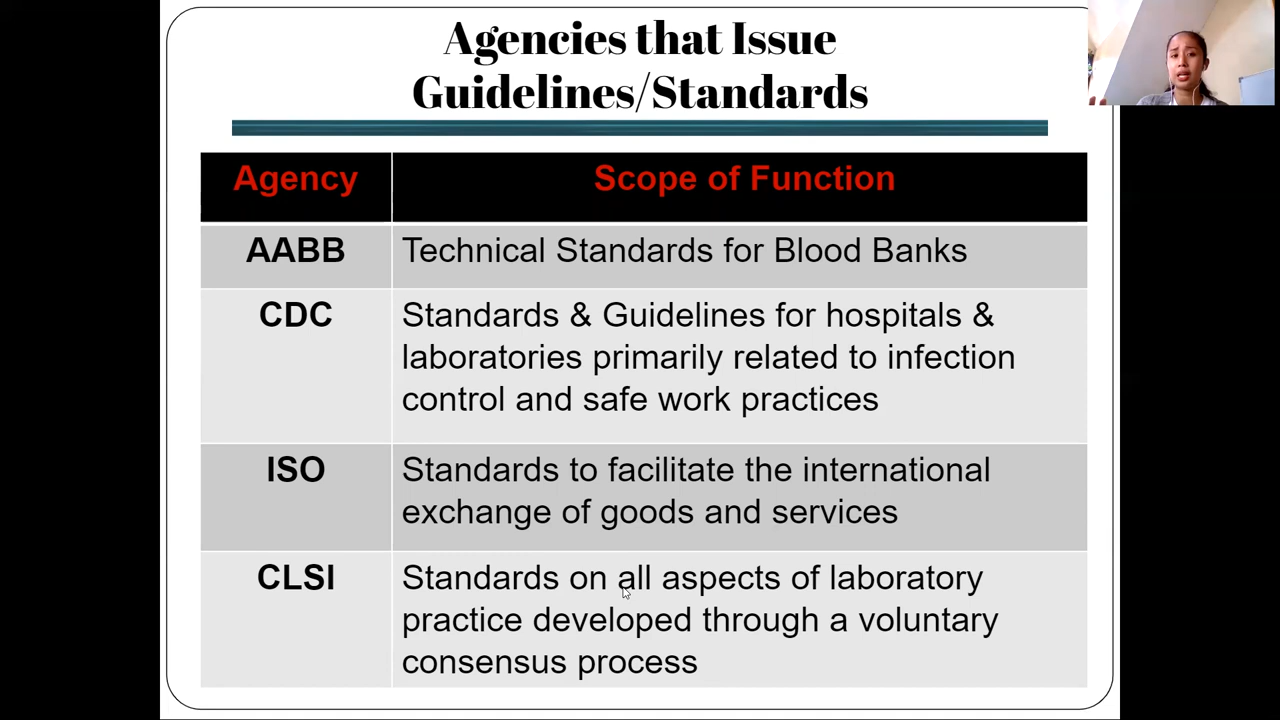 Agencies that Issue
Guidelines/Standards
Agency Scope of Function
AABB Technical Standards for Blood Banks
CDC Standards & Guidelines for hospitals &
laboratories primarily related to infection
control and safe work practices
ISO Standards to facilitate the international
exchange of goods and services
CLSI Standards on all aspects of laboratory
practice developed through a voluntary
consensus process